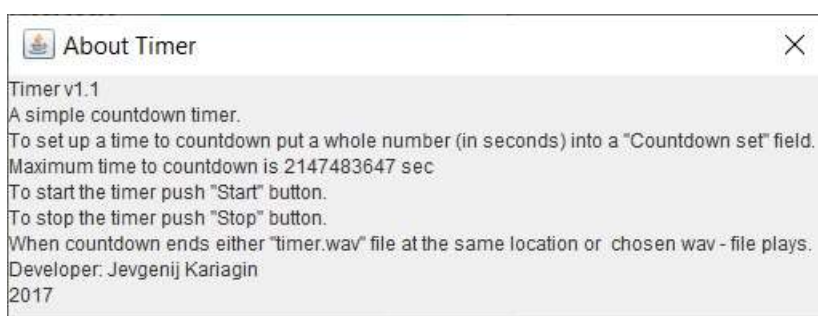 About Timer
Timer v1.1
A simple countdown timer.
To set up a time to countdown put a whole number (in seconds) into a "Countdown set" field.
Maximum time to countdown is 2147483647 sec
To start the timer push "Start" button.
To stop the timer push "Stop" button.
When countdown ends either "timer.wav" file at the same location or  chosen wav - file plays.
Developer: Jevgenij Kariagin
2017